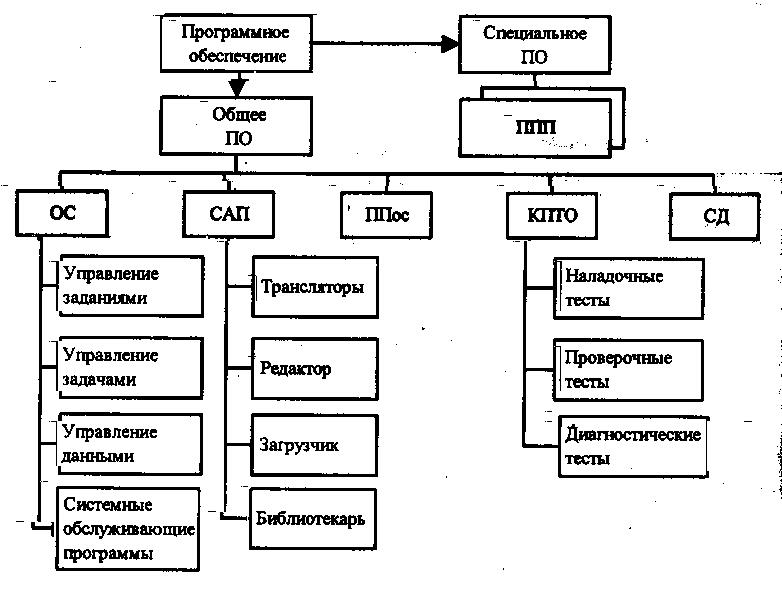 Программное
обеспечение
Специальное
ПО
Общее
ПО
ППП
ОС
САП
ППос
КПТО
СД
Управление
заданиями
Управление
задачами
Управление
данными
Системные
обслуживающие
программы
Трансляторы
Редактор
Загрузчик
Библиотекарь
Наладочные
тесты
Проверочные
тесты
Диагностические
тесты